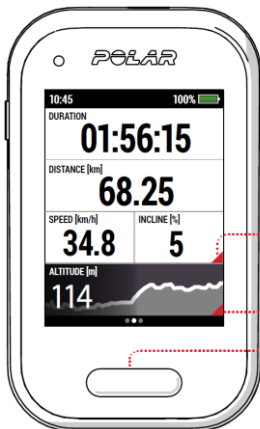 POLAR
10:45 100%
DURATION
01:56:15
DISTANCE [km]
68.25
SPEED [km/h] INCLINE [%]
34.8 5
ALTITUDE [m]
114